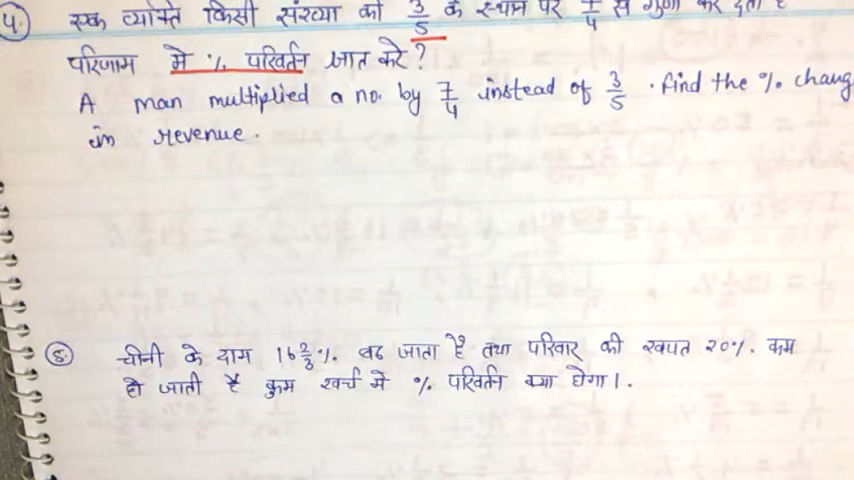 4. एक व्यक्ति किसी संख्या को 3/5 के स्थान पर 7/4 से गुणा कर देता है
परिणाम मे % परिवर्तन ज्ञात करे?
A man multiplied a no. by 7/4 instead of 3/5 . find the % chang
in revenue.
5. चीनी के दाम 16 2/3 % बढ जाता है तथा परिवार की खपत 20% कम
हो जाती है कुल खर्च मे % परिवर्तन क्या होगा।.